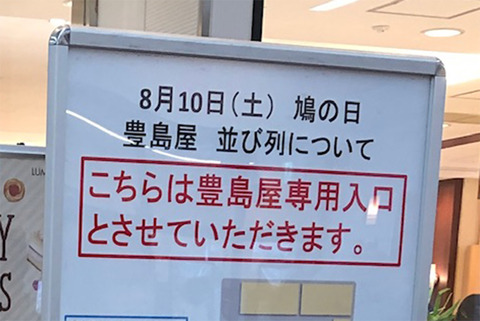 8月10日(土) 鳩の日
豊島屋 並び列について
こちらは豊島屋専用入口
とさせていただきます。
LUM
Y
S